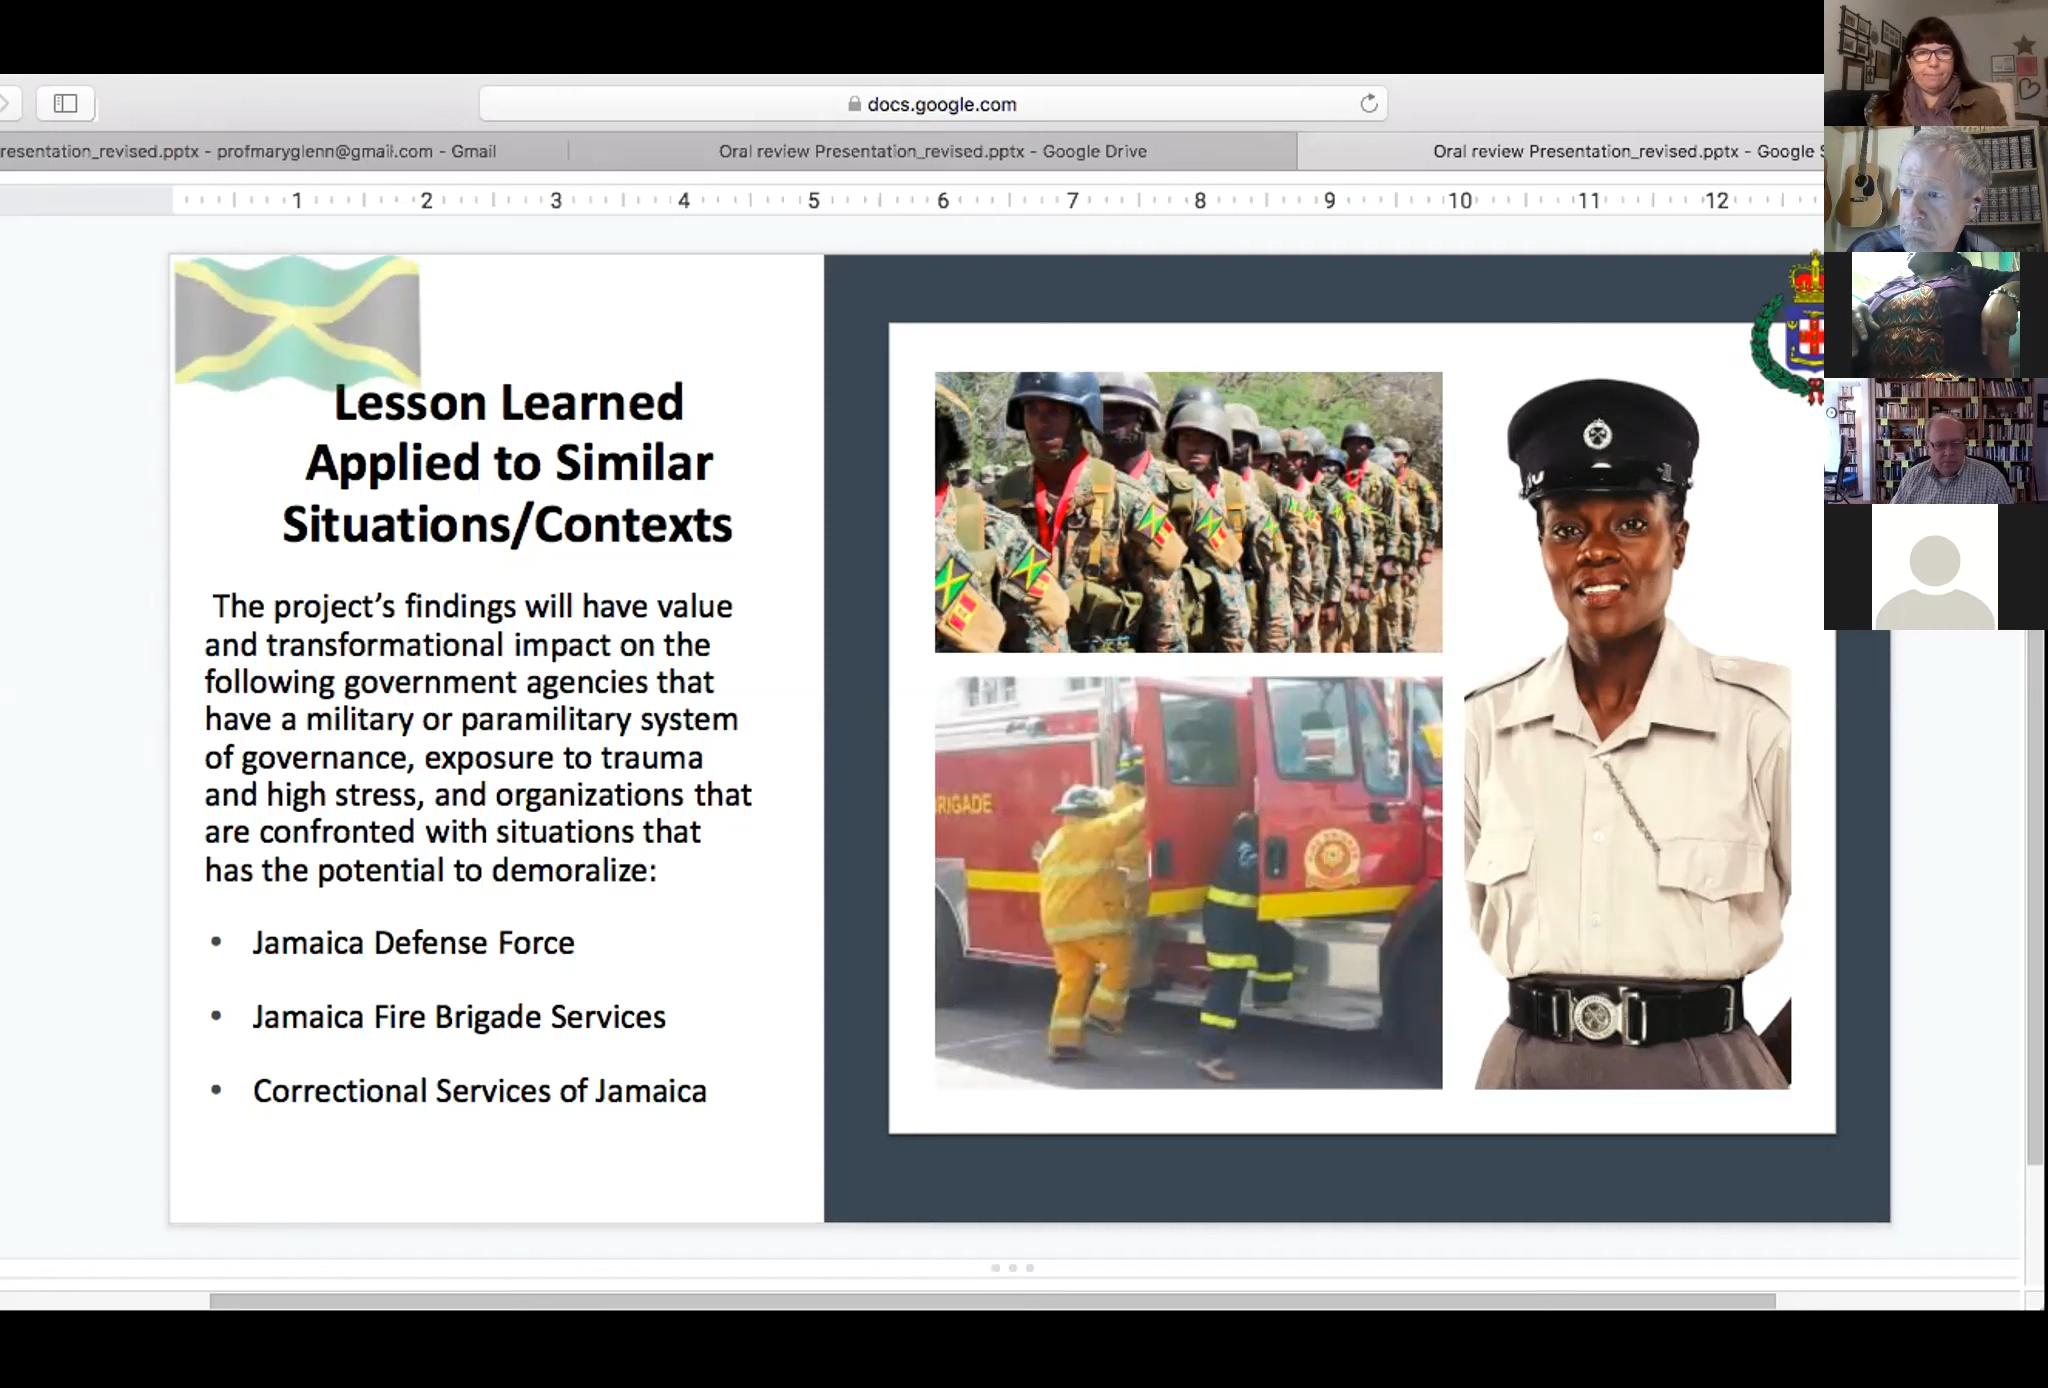 docs.google.com
resentation_revised.pptx - profmaryglenn@gmail.com - Gmail
Oral review Presentation_revised.pptx - Google Drive
Oral review Presentation_revised.pptx - Google S
1 2 3 4 5 6 7 8 9 10 11 12
Lesson Learned
Applied to Similar
Situations/Contexts
The project’s findings will have value
and transformational impact on the
following government agencies that
have a military or paramilitary system
of governance, exposure to trauma
and high stress, and organizations that
are confronted with situations that
has the potential to demoralize:
• Jamaica Defense Force
• Jamaica Fire Brigade Services
• Correctional Services of Jamaica
RIGADE